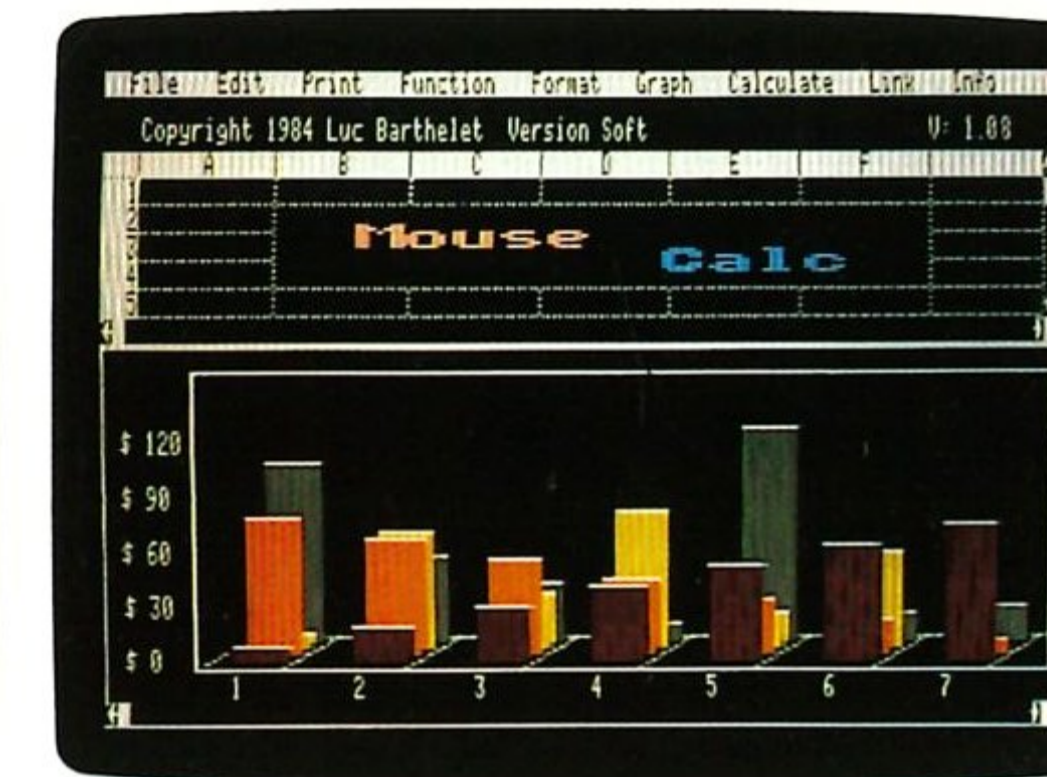 File Edit Print Function Format Graph Calculate Link Info
Copyright 1984 Luc Barthelet Version Soft V: 1.08
A B C D E F
1
2
3
4
5
Mouse
Calc
$ 120
$ 90
$ 60
$ 30
$ 0
1 2 3 4 5 6 7